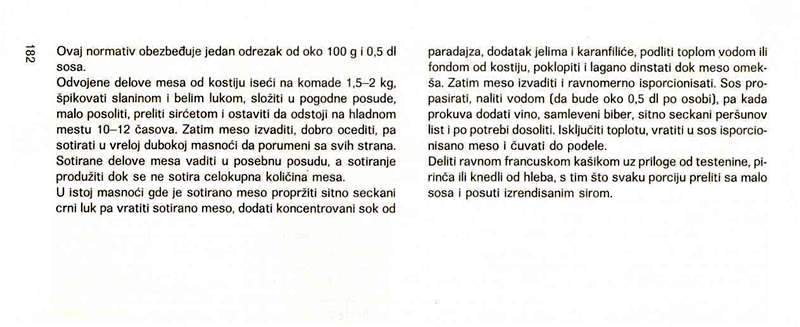 182
Ovaj normativ obezbeđuje jedan odrezak od oko 100 g i 0,5 dl
sosa.
Odvojene delove mesa od kostiju iseći na komade 1,5–2 kg,
špikovati slaninom i belim lukom, složiti u pogodne posude,
malo posoliti, preliti sirćetom i ostaviti da odstoji na hladnom
mestu 10–12 časova. Zatim meso izvaditi, dobro ocediti, pa
sotirati u vreloj dubokoj masnoći da porumeni sa svih strana.
Sotirane delove mesa vaditi u posebnu posudu, a sotiranje
produžiti dok se ne sotira celokupna količina mesa.
U istoj masnoći gde je sotirano meso propržiti sitno seckani
crni luk pa vratiti sotirano meso, dodati koncentrovani sok od
paradajza, dodatak jelima i karanfiliće, podliti toplom vodom ili
fondom od kostiju, poklopiti i lagano dinstati dok meso omek-
ša. Zatim meso izvaditi i ravnomerno isporcionisati. Sos pro-
pasirati, naliti vodom (da bude oko 0,5 dl po osobi), pa kada
prokuva dodati vino, samleveni biber, sitno seckani peršunov
list i po potrebi dosoliti. Isključiti toplotu, vratiti u sos isporcio-
nisano meso i čuvati do podele.
Deliti ravnom francuskom kašikom uz priloge od testenine, pi-
rinča ili knedli od hleba, s tim što svaku porciju preliti sa malo
sosa i posuti izrendisanim sirom.